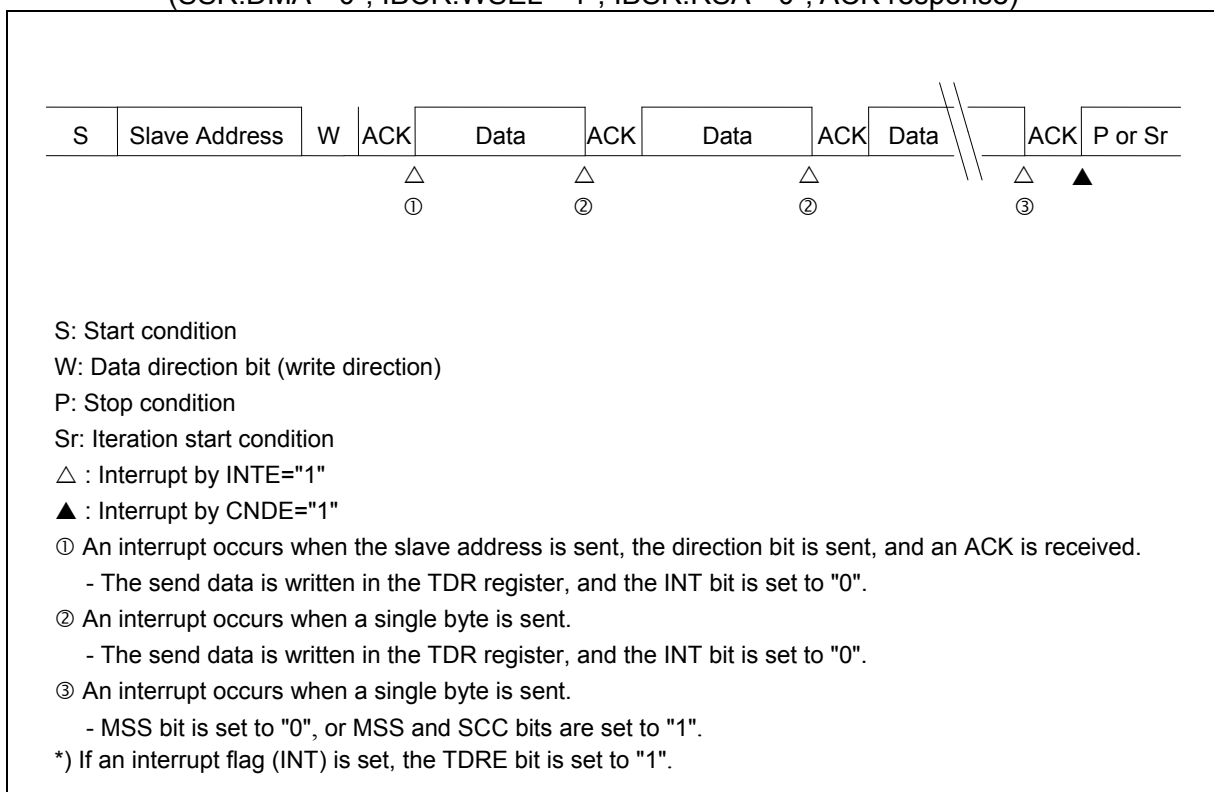 ACK response)
S Slave Address W ACK Data ACK Data ACK Data ACK P or Sr
△ △ △ △ ▲
① ② ② ③
S: Start condition
W: Data direction bit (write direction)
P: Stop condition
Sr: Iteration start condition
△ : Interrupt by INTE="1"
▲ : Interrupt by CNDE="1"
① An interrupt occurs when the slave address is sent, the direction bit is sent, and an ACK is received.
- The send data is written in the TDR register, and the INT bit is set to "0".
② An interrupt occurs when a single byte is sent.
- The send data is written in the TDR register, and the INT bit is set to "0".
③ An interrupt occurs when a single byte is sent.
- MSS bit is set to "0", or MSS and SCC bits are set to "1".
*) If an interrupt flag (INT) is set, the TDRE bit is set to "1".